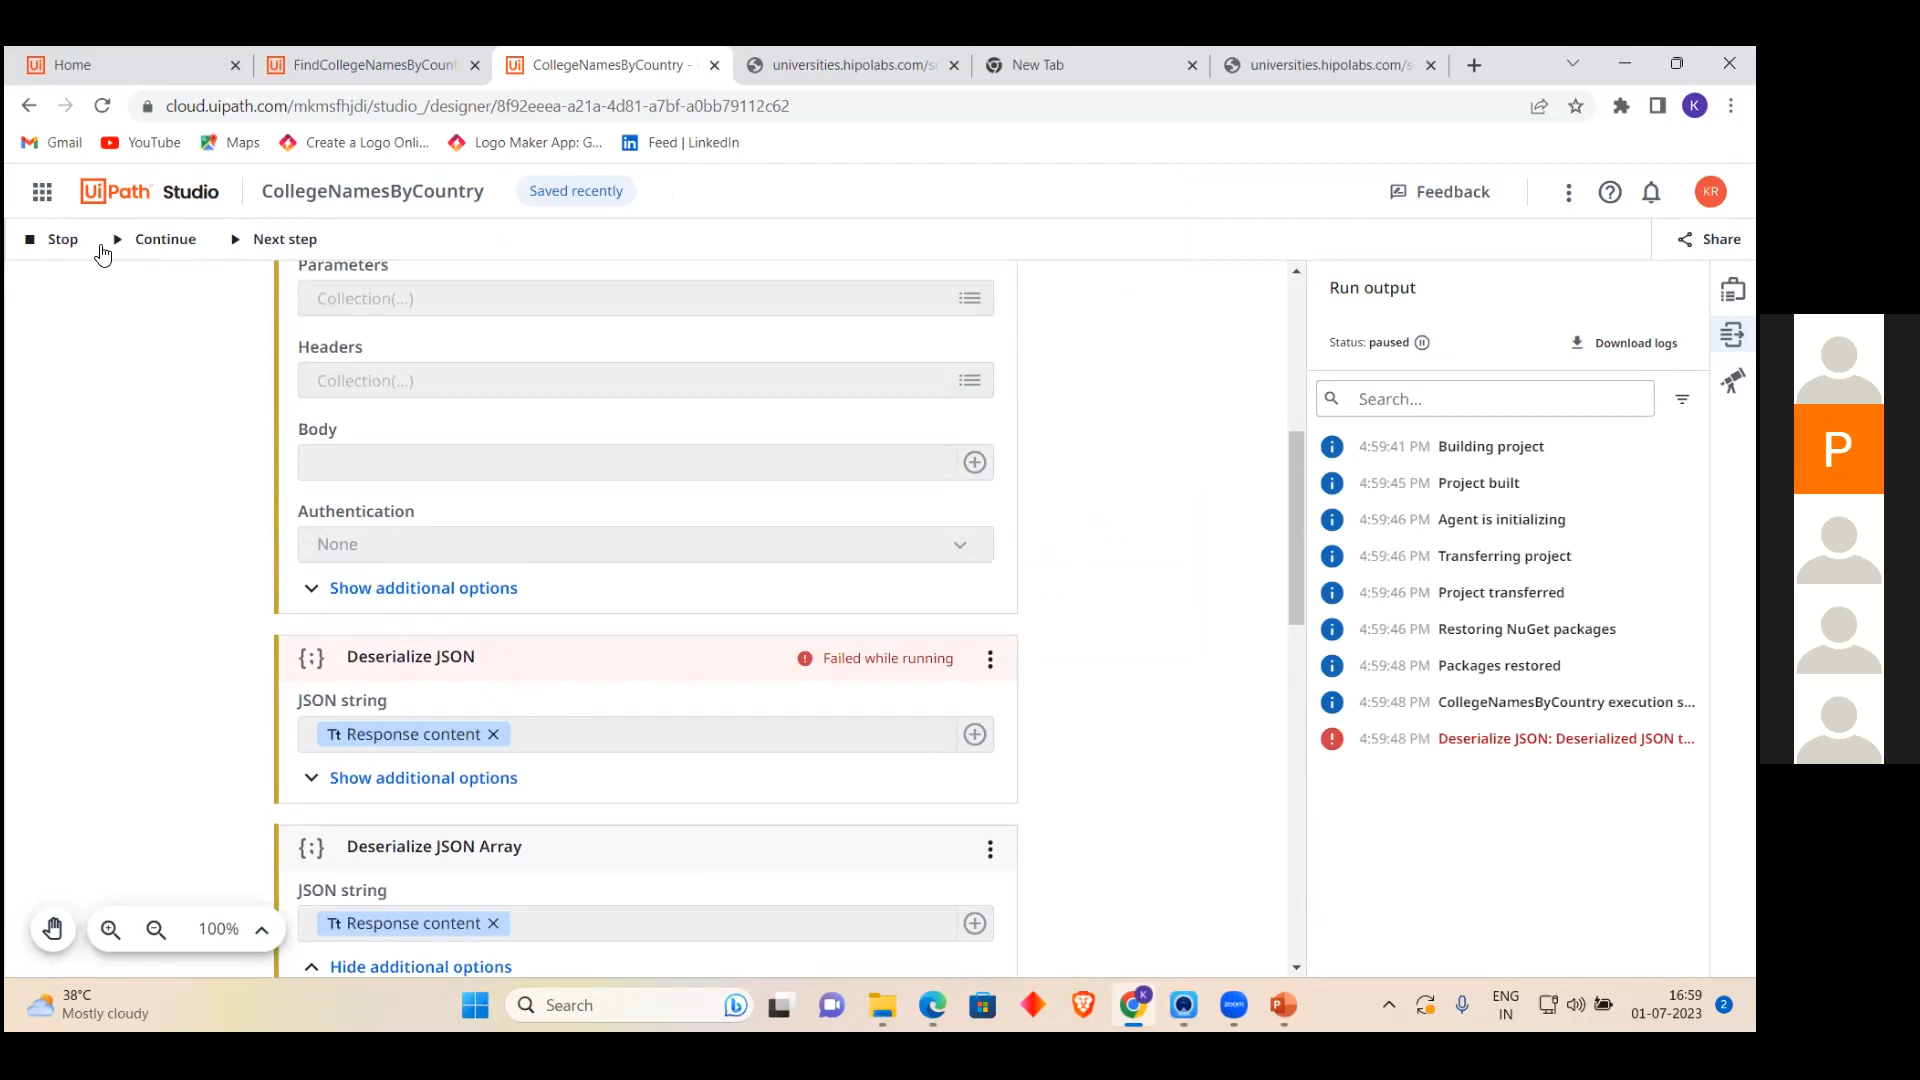 Home
FindCollegeNamesByCount
CollegeNamesByCountry -
universities.hipolabs.com/s
New Tab
universities.hipolabs.com/s
cloud.uipath.com/mkmsfhjdi/studio_/designer/8f92eeea-a21a-4d81-a7bf-a0bb79112c62
K
Gmail
YouTube
Maps
Create a Logo Onli...
Logo Maker App: G...
Feed | LinkedIn
UiPath Studio
CollegeNamesByCountry
Saved recently
Feedback
KR
Stop
Continue
Next step
Share
Parameters
Collection(...)
Headers
Collection(...)
Body
Authentication
None
Show additional options
Deserialize JSON
Failed while running
JSON string
Tt Response content
Show additional options
Deserialize JSON Array
JSON string
Tt Response content
Hide additional options
100%
Run output
Status: paused
Download logs
Search...
4:59:41 PM Building project
4:59:45 PM Project built
4:59:46 PM Agent is initializing
4:59:46 PM Transferring project
4:59:46 PM Project transferred
4:59:46 PM Restoring NuGet packages
4:59:48 PM Packages restored
4:59:48 PM CollegeNamesByCountry execution s...
4:59:48 PM Deserialize JSON: Deserialized JSON t...
P
38°C
Mostly cloudy
Search
zoom
ENG
IN
16:59
01-07-2023
2